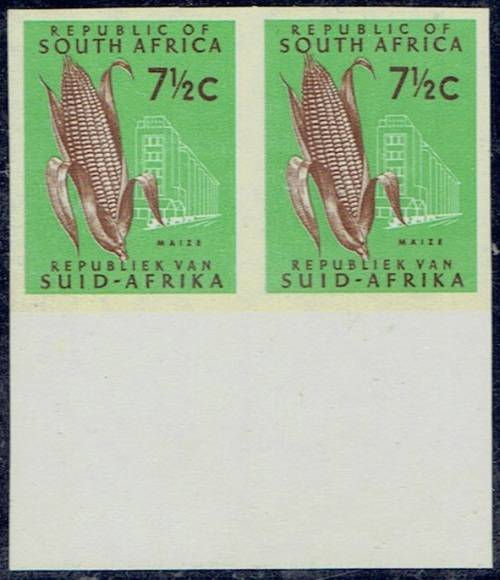 REPUBLIC OF
SOUTH AFRICA
7½C
MAIZE
REPUBLIEK VAN
SUID-AFRIKA
REPUBLIC OF
SOUTH AFRICA
7½C
MAIZE
REPUBLIEK VAN
SUID-AFRIKA